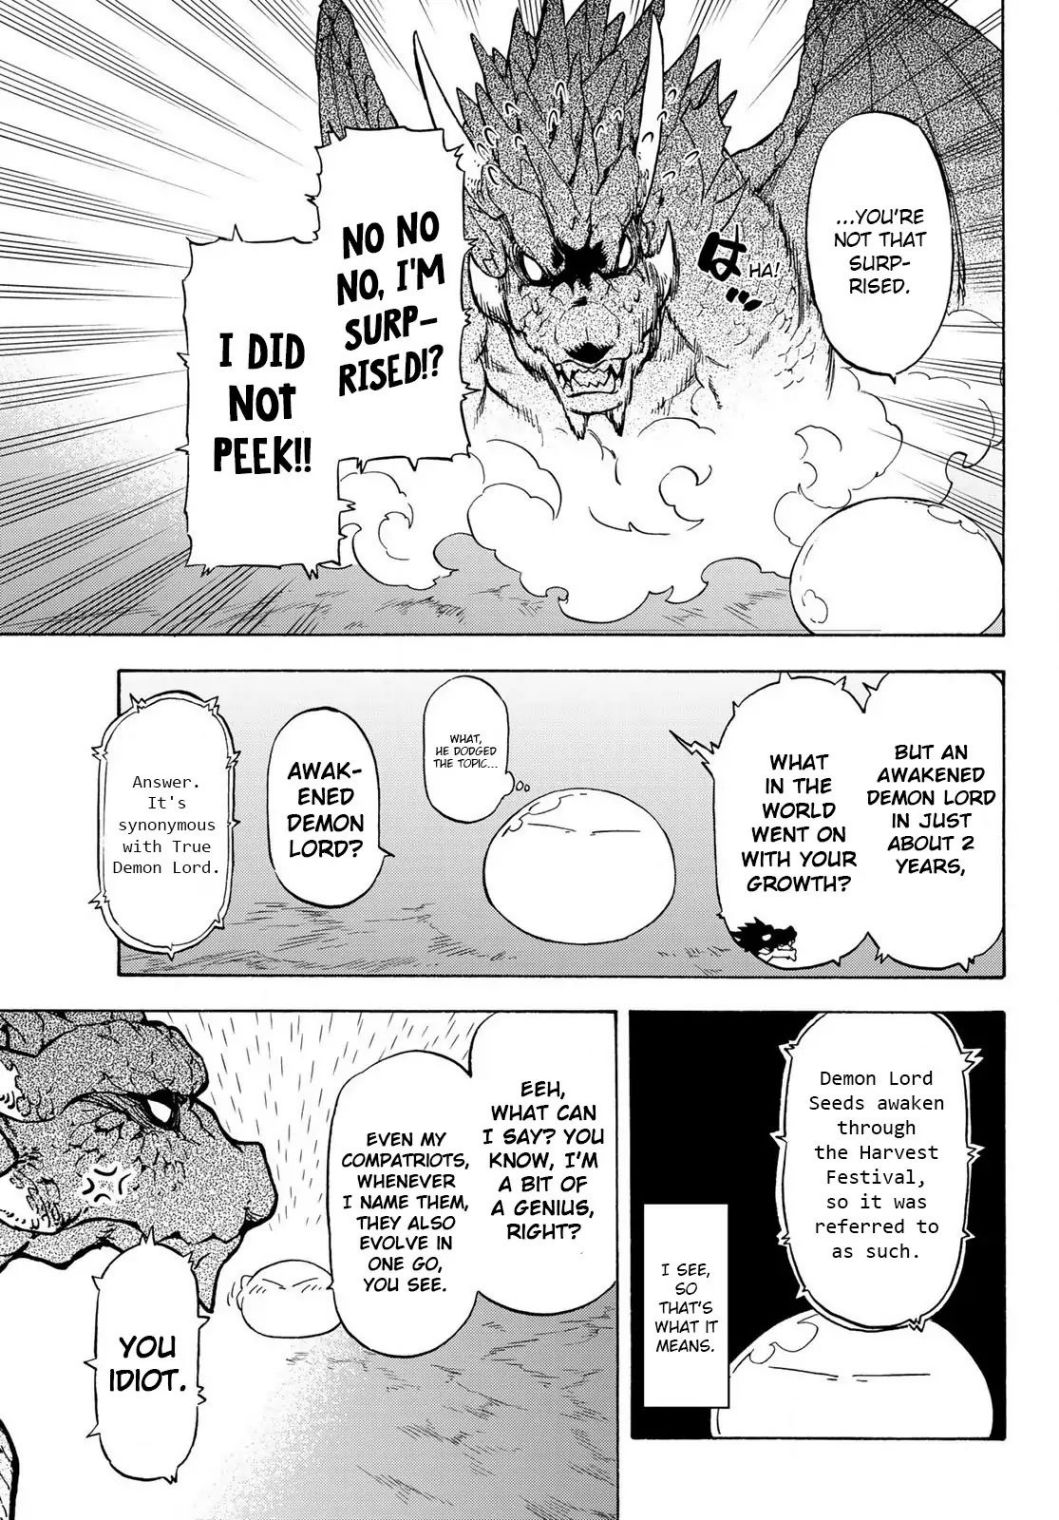 ...YOU'RE
NOT THAT
SURP-
RISED.
はッ
HA!
NO NO
NO, I'M
SURP-
RISED!?
I DID
NOT
PEEK!!
BUT AN
AWAKENED
DEMON LORD
IN JUST
ABOUT 2
YEARS,
WHAT
IN THE
WORLD
WENT ON
WITH YOUR
GROWTH?
WHAT,
HE DODGED
THE TOPIC...
AWAK-
ENED
DEMON
LORD?
Answer.
It's
synonymous
with True
Demon Lord.
Demon Lord
Seeds awaken
through
the Harvest
Festival,
so it was
referred to
as such.
I SEE,
SO
THAT'S
WHAT IT
MEANS.
EEH,
WHAT CAN
I SAY? YOU
KNOW, I'M
A BIT OF
A GENIUS,
RIGHT?
EVEN MY
COMPATRIOTS,
WHENEVER
I NAME THEM,
THEY ALSO
EVOLVE IN
ONE GO,
YOU SEE.
YOU
IDIOT.